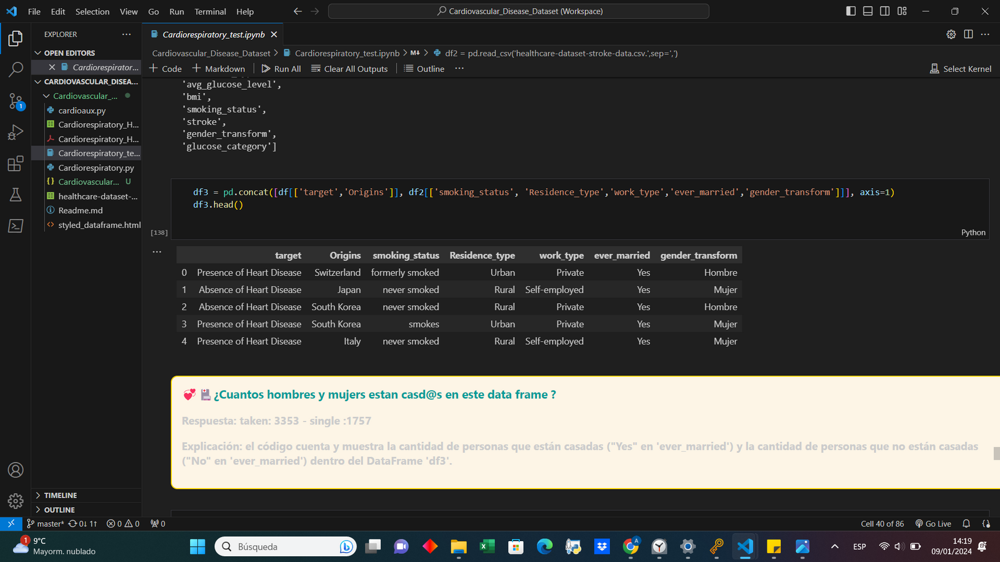 File Edit Selection View Go Run Terminal Help
Cardiovascular_Disease_Dataset (Workspace)
EXPLORER
Cardiorespiratory_test.ipynb
OPEN EDITORS
Cardiorespirator...
CARDIOVASCULAR_DISEA...
Cardiovascular_...
cardioaux.py
Cardiorespiratory_H...
Cardiorespiratory_H...
Cardiorespiratory_te...
Cardiorespiratory.py
Cardiovascular... U
healthcare-dataset-...
Readme.md
styled_dataframe.html
TIMELINE
OUTLINE
Cardiovascular_Disease_Dataset > Cardiorespiratory_test.ipynb > M↓ > df2 = pd.read_csv('healthcare-dataset-stroke-data.csv.',sep=',')
+ Code + Markdown Run All Clear All Outputs Outline ... Select Kernel
'avg_glucose_level',
'bmi',
'smoking_status',
'stroke',
'gender_transform',
'glucose_category']
df3 = pd.concat([df[['target','Origins']], df2[['smoking_status', 'Residence_type','work_type','ever_married','gender_transform']]], axis=1)
df3.head()
[138]
Python
target Origins smoking_status Residence_type work_type ever_married gender_transform
0 Presence of Heart Disease Switzerland formerly smoked Urban Private Yes Hombre
1 Absence of Heart Disease Japan never smoked Rural Self-employed Yes Mujer
2 Absence of Heart Disease South Korea never smoked Rural Private Yes Hombre
3 Presence of Heart Disease South Korea smokes Urban Private Yes Mujer
4 Presence of Heart Disease Italy never smoked Rural Self-employed Yes Mujer
¿Cuantos hombres y mujers estan casd@s en este data frame ?
Respuesta: taken: 3353 - single :1757
Explicación: el código cuenta y muestra la cantidad de personas que están casadas ("Yes" en 'ever_married') y la cantidad de personas que no están casadas
("No" en 'ever_married') dentro del DataFrame 'df3'.
master* 0↓ 1↑ 0 0 0
Cell 40 of 86 Go Live
1
1
9°C
Mayorm. nublado
Búsqueda
A
ESP
14:19
09/01/2024